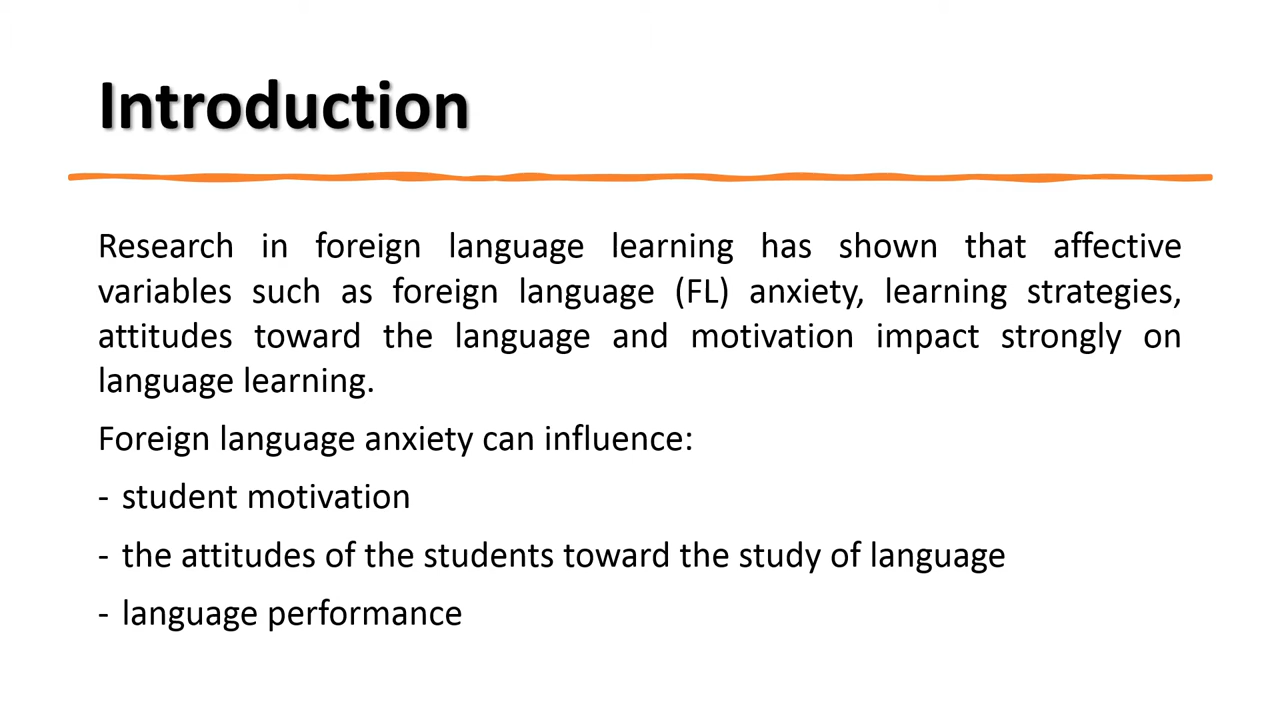 Introduction
Research in foreign language learning has shown that affective
variables such as foreign language (FL) anxiety, learning strategies,
attitudes toward the language and motivation impact strongly on
language learning.
Foreign language anxiety can influence:
- student motivation
- the attitudes of the students toward the study of language
- language performance